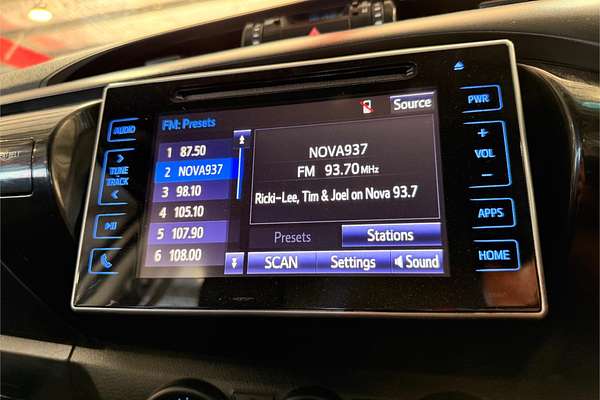 AUDIO
TUNE
TRACK
FM: Presets
Source
1 87.50
2 NOVA937
3 98.10
4 105.10
5 107.90
6 108.00
NOVA937
FM 93.70 MHz
Ricki-Lee, Tim & Joel on Nova 93.7
Presets
Stations
SCAN
Settings
Sound
PWR
+
VOL
−
APPS
HOME